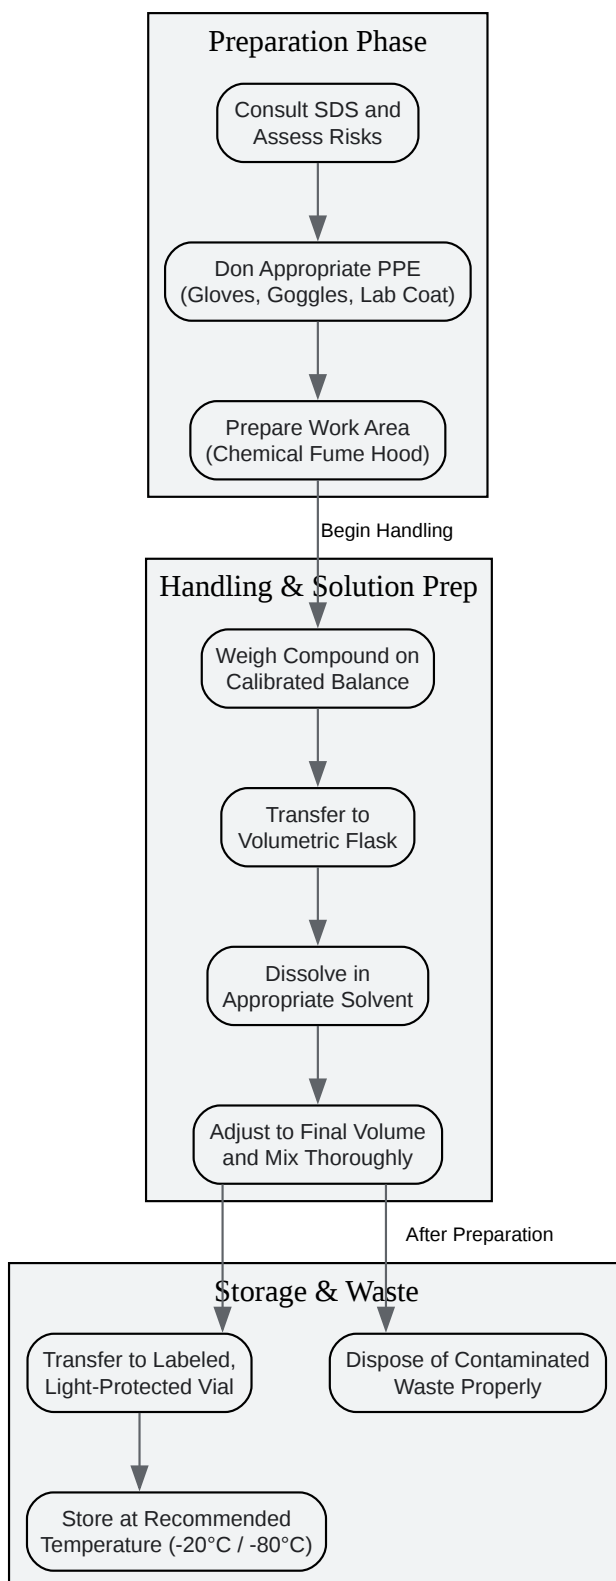 Preparation Phase
Consult SDS and
Assess Risks
Don Appropriate PPE
(Gloves, Goggles, Lab Coat)
Prepare Work Area
(Chemical Fume Hood)
Begin Handling
Handling & Solution Prep
Weigh Compound on
Calibrated Balance
Transfer to
Volumetric Flask
Dissolve in
Appropriate Solvent
Adjust to Final Volume
and Mix Thoroughly
After Preparation
Storage & Waste
Transfer to Labeled,
Light-Protected Vial
Dispose of Contaminated
Waste Properly
Store at Recommended
Temperature (-20°C / -80°C)